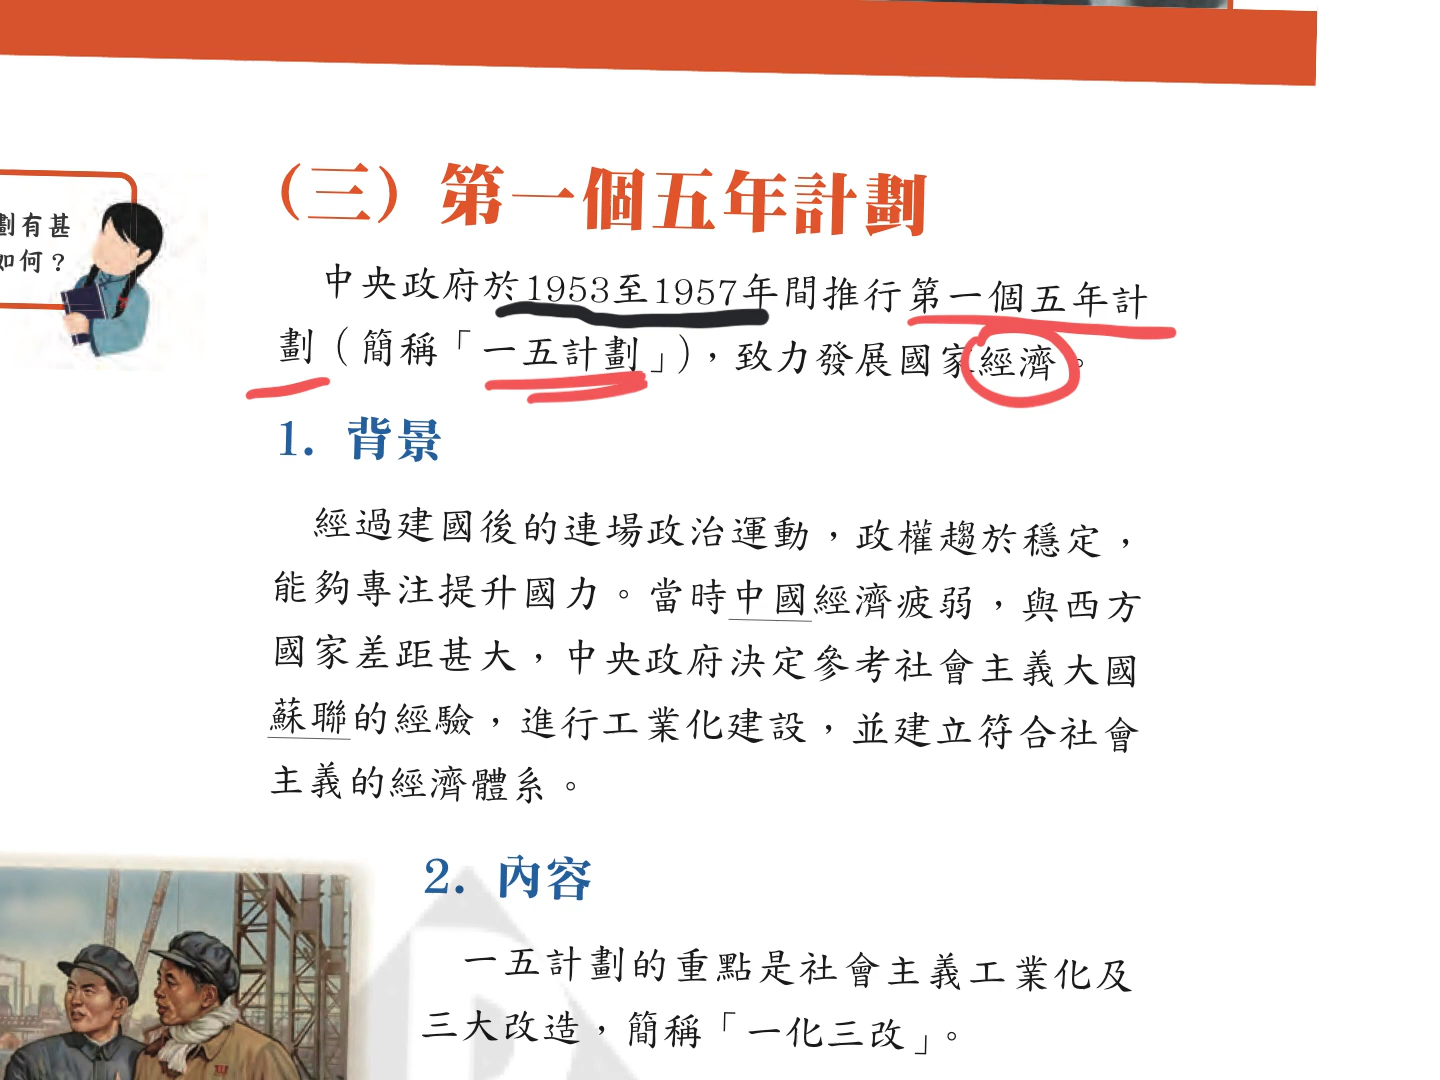 劃有甚
如何？
（三）第一個五年計劃
中央政府於1953至1957年間推行第一個五年計
劃（簡稱「一五計劃」），致力發展國家經濟。
1. 背景
經過建國後的連場政治運動，政權趨於穩定，
能夠專注提升國力。當時中國經濟疲弱，與西方
國家差距甚大，中央政府決定參考社會主義大國
蘇聯的經驗，進行工業化建設，並建立符合社會
主義的經濟體系。
2. 內容
一五計劃的重點是社會主義工業化及
三大改造，簡稱「一化三改」。